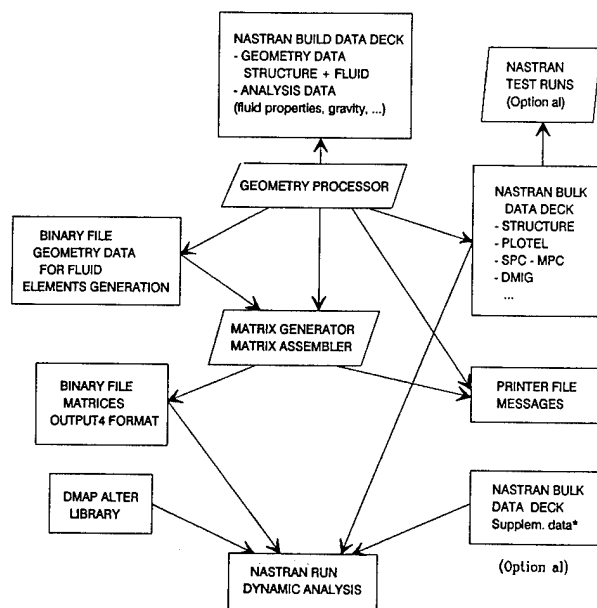 NASTRAN BUILD DATA DECK
- GEOMETRY DATA
STRUCTURE + FLUID
- ANALYSIS DATA
(fluid properties, gravity, ...)
NASTRAN
TEST RUNS
(Option al)
GEOMETRY PROCESSOR
NASTRAN BULK
DATA DECK
- STRUCTURE
- PLOTEL
- SPC - MPC
- DMIG
...
BINARY FILE
GEOMETRY DATA
FOR FLUID
ELEMENTS GENERATION
MATRIX GENERATOR
MATRIX ASSEMBLER
BINARY FILE
MATRICES
OUTPUT4 FORMAT
PRINTER FILE
MESSAGES
DMAP ALTER
LIBRARY
NASTRAN BULK
DATA DECK
Supplem. data*
(Option al)
NASTRAN RUN
DYNAMIC ANALYSIS